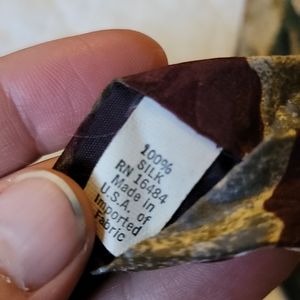 100%
SILK
RN 16484
Made in
U.S.A. of
Imported
Fabric